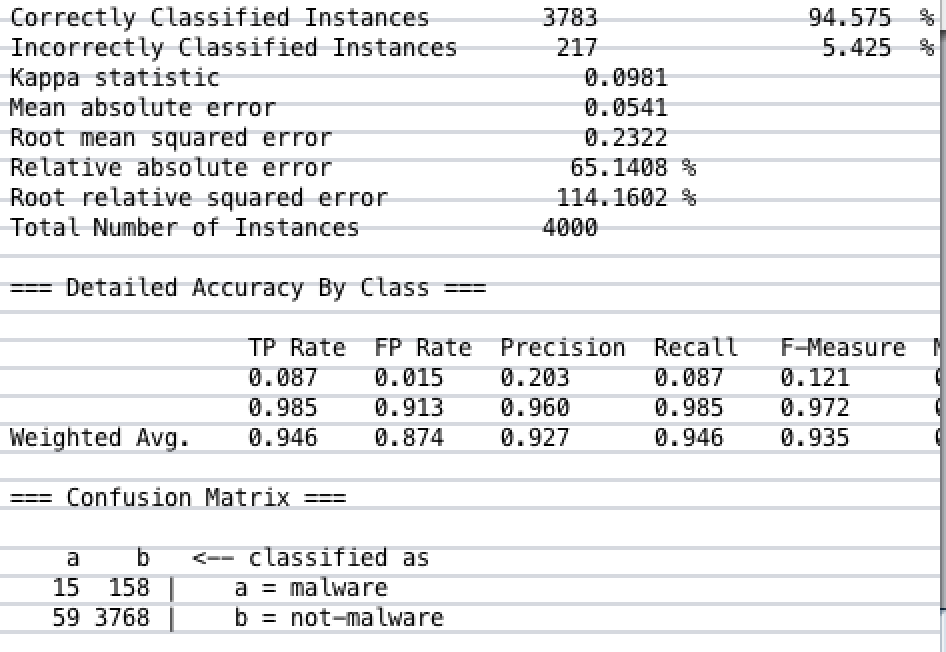 Correctly Classified Instances 3783 94.575 %
Incorrectly Classified Instances 217 5.425 %
Kappa statistic 0.0981
Mean absolute error 0.0541
Root mean squared error 0.2322
Relative absolute error 65.1408 %
Root relative squared error 114.1602 %
Total Number of Instances 4000
=== Detailed Accuracy By Class ===
TP Rate FP Rate Precision Recall F-Measure
0.087 0.015 0.203 0.087 0.121
0.985 0.913 0.960 0.985 0.972
Weighted Avg. 0.946 0.874 0.927 0.946 0.935
=== Confusion Matrix ===
a b <-- classified as
15 158 | a = malware
59 3768 | b = not-malware